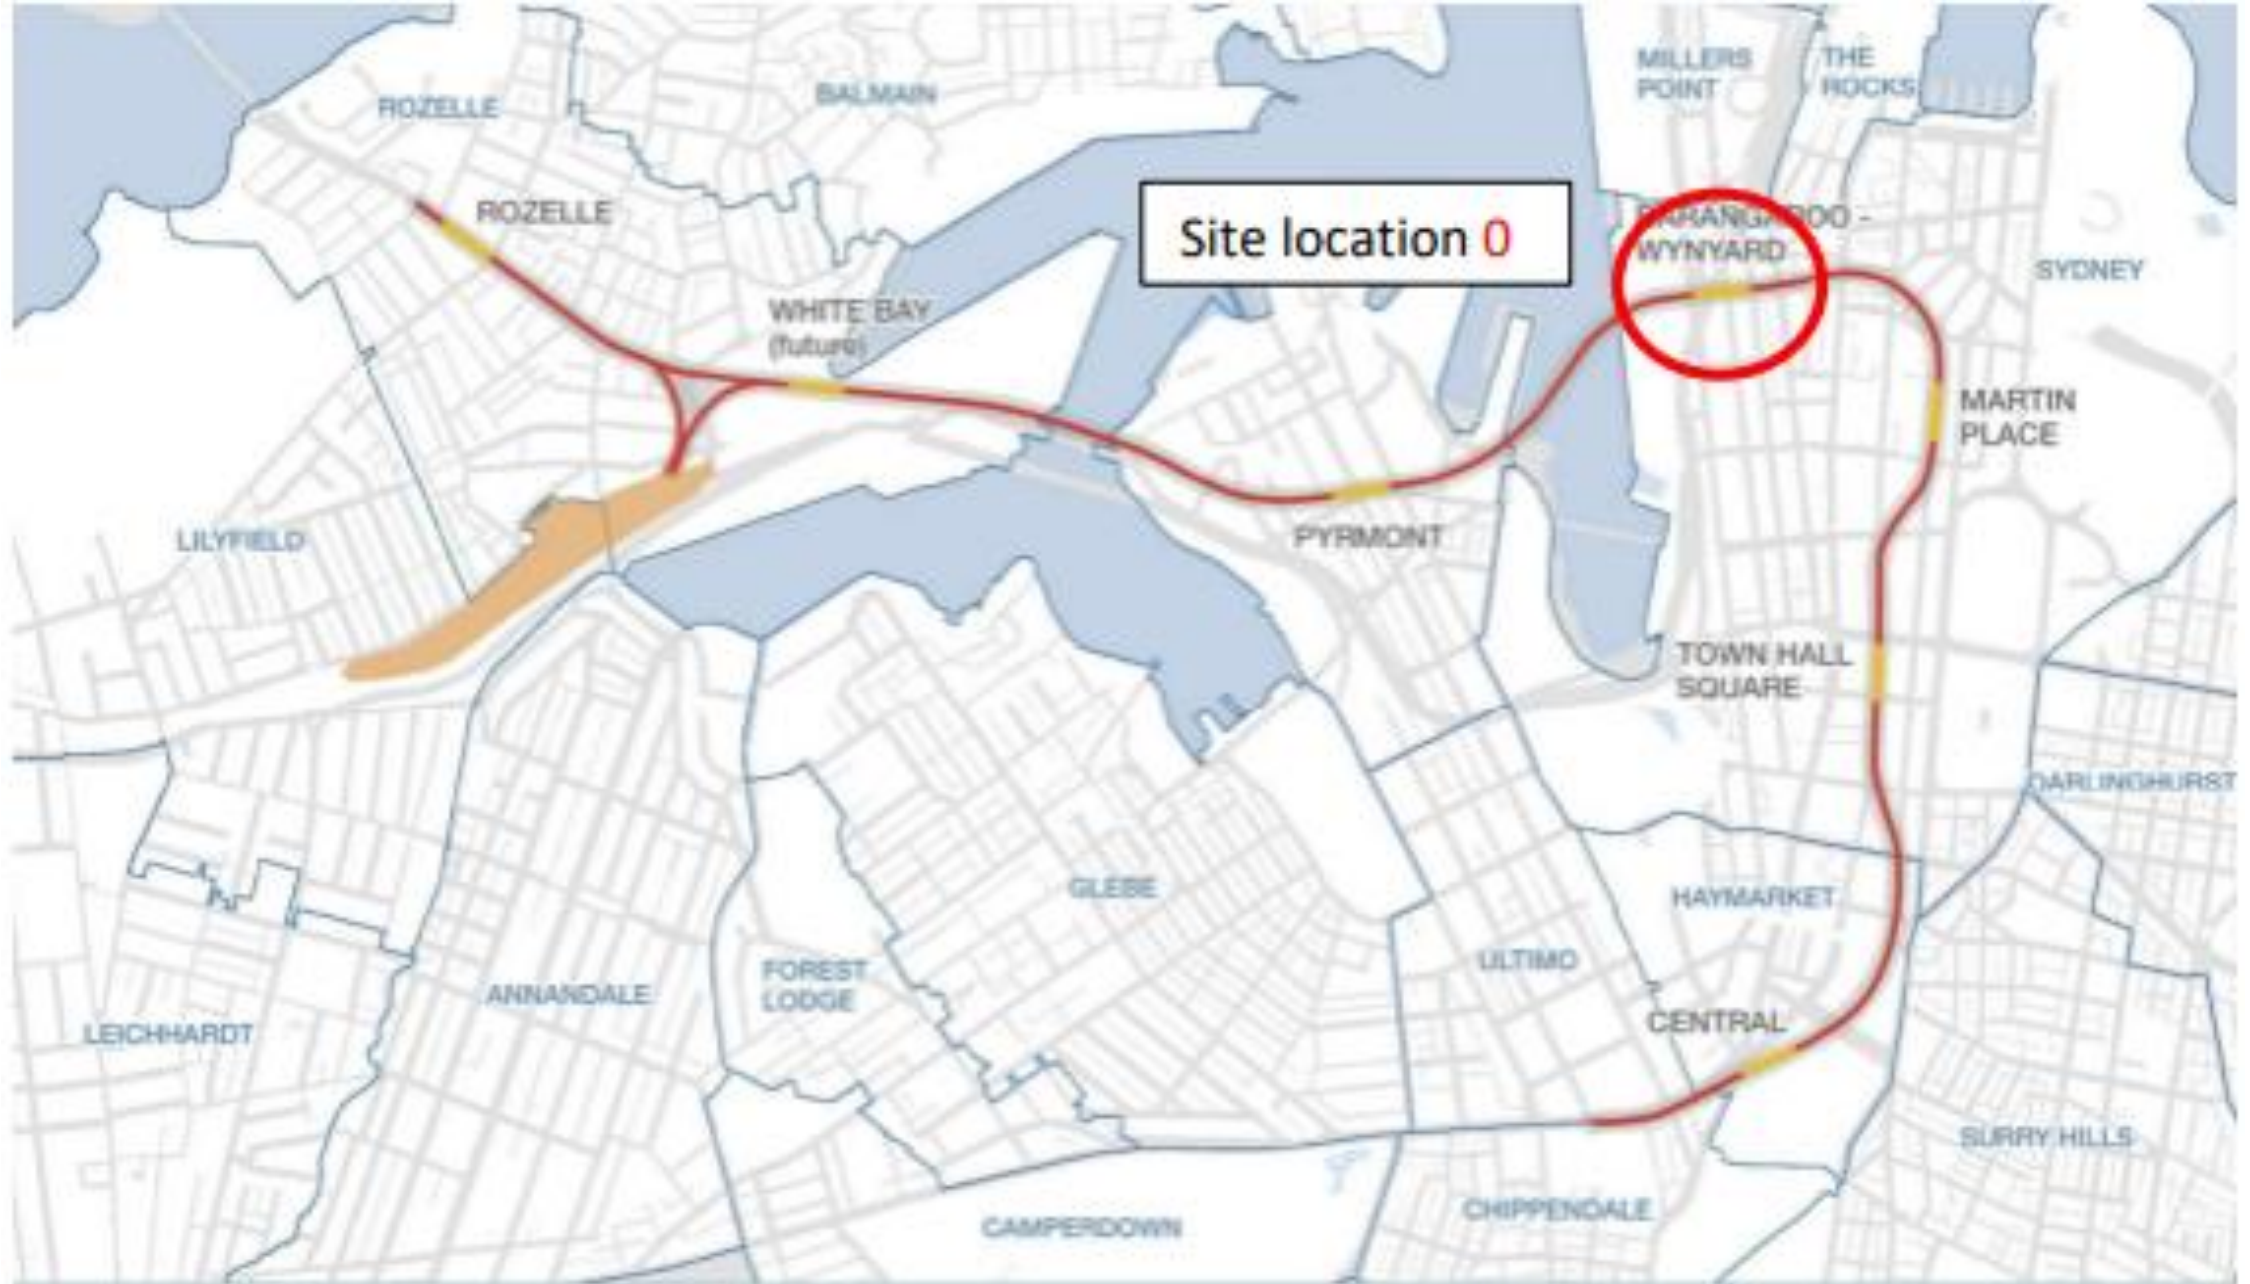 MILLERS
POINT
THE
ROCKS
ROZELLE
BALMAIN
ROZELLE
Site location 0
BARANGAROO -
WYNYARD
SYDNEY
WHITE BAY
(future)
MARTIN
PLACE
LILYFIELD
PYRMONT
TOWN HALL
SQUARE
DARLINGHURST
GLEBE
HAYMARKET
ULTIMO
FOREST
LODGE
ANNANDALE
CENTRAL
LEICHHARDT
SURRY HILLS
CHIPPENDALE
CAMPERDOWN